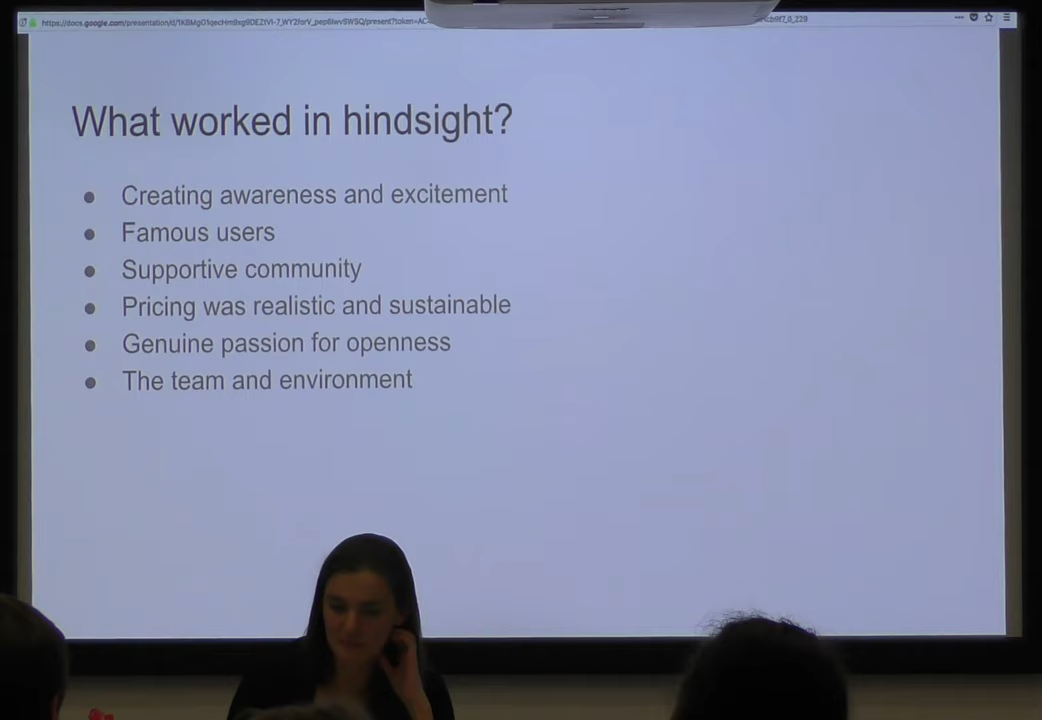 What worked in hindsight?
Creating awareness and excitement
Famous users
Supportive community
Pricing was realistic and sustainable
Genuine passion for openness
The team and environment